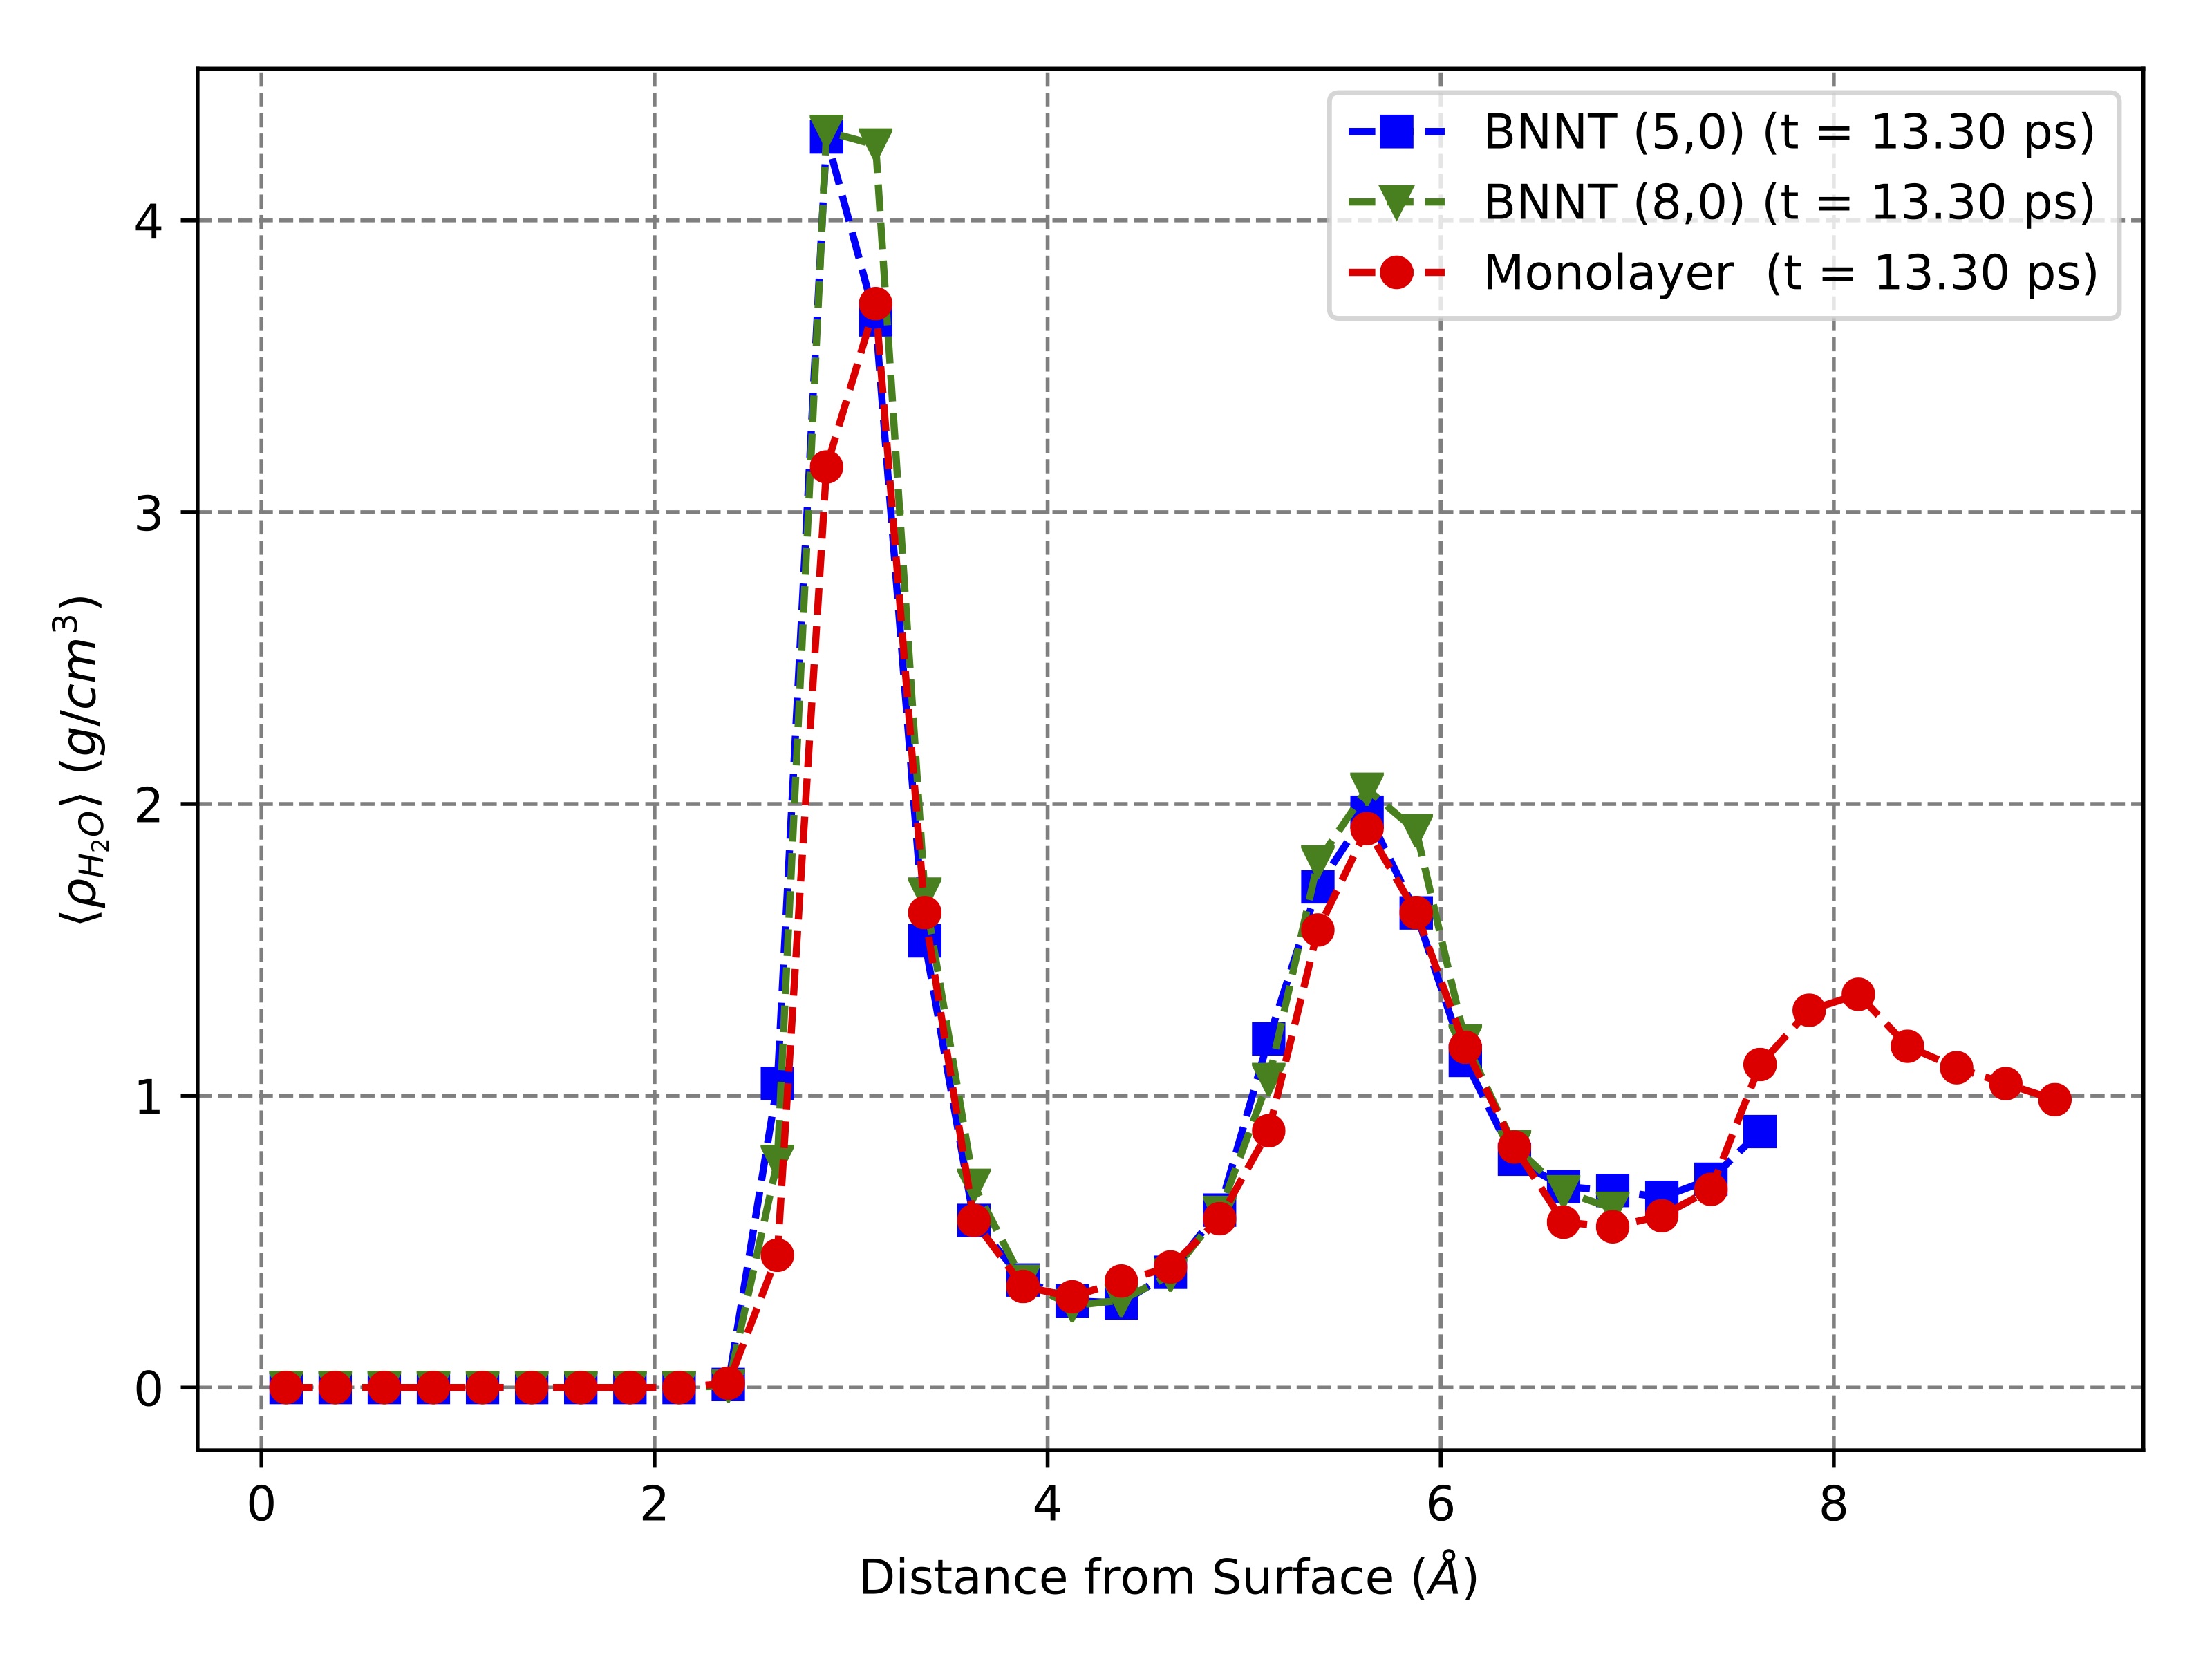 BNNT (5,0) (t = 13.30 ps)
BNNT (8,0) (t = 13.30 ps)
Monolayer (t = 13.30 ps)
⟨ρH₂O⟩ (g/cm³)
4
3
2
1
0
0 2 4 6 8
Distance from Surface (Å)